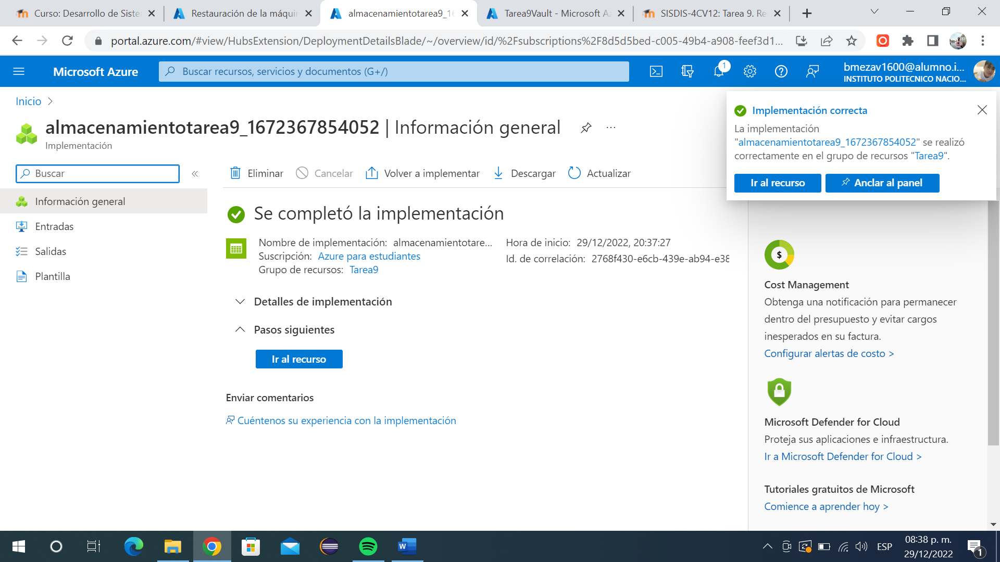 Curso: Desarrollo de Siste
Restauración de la máquin
almacenamientotarea9_16
Tarea9Vault - Microsoft Az
SISDIS-4CV12: Tarea 9. Re
portal.azure.com/#view/HubsExtension/DeploymentDetailsBlade/~/overview/id/%2Fsubscriptions%2F8d5d5bed-c005-49b4-a908-feef3d1...
Microsoft Azure
Buscar recursos, servicios y documentos (G+/)
1
bmezav1600@alumno.i...
INSTITUTO POLITECNICO NACIO...
Inicio
almacenamientotarea9_1672367854052 | Información general
Implementación
Implementación correcta
La implementación
"almacenamientotarea9_1672367854052" se realizó
correctamente en el grupo de recursos "Tarea9".
Ir al recurso
Anclar al panel
Buscar
Eliminar
Cancelar
Volver a implementar
Descargar
Actualizar
Información general
Entradas
Salidas
Plantilla
Se completó la implementación
Nombre de implementación: almacenamientotare...
Suscripción: Azure para estudiantes
Grupo de recursos: Tarea9
Hora de inicio: 29/12/2022, 20:37:27
Id. de correlación: 2768f430-e6cb-439e-ab94-e38
Detalles de implementación
Pasos siguientes
Ir al recurso
Enviar comentarios
Cuéntenos su experiencia con la implementación
$
Cost Management
Obtenga una notificación para permanecer
dentro del presupuesto y evitar cargos
inesperados en su factura.
Configurar alertas de costo >
Microsoft Defender for Cloud
Proteja sus aplicaciones e infraestructura.
Ir a Microsoft Defender for Cloud >
Tutoriales gratuitos de Microsoft
Comience a aprender hoy >
W
ESP
08:38 p. m.
29/12/2022
1